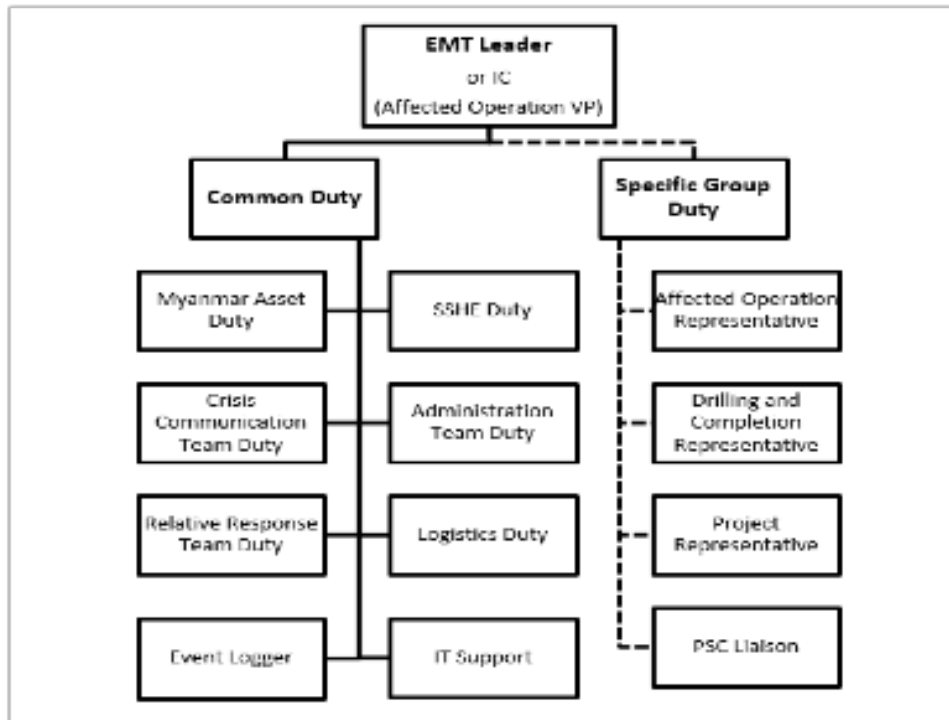 EMT Leader
or IC
(Affected Operation VP)
Common Duty
Specific Group
Duty
Myanmar Asset
Duty
SSHE Duty
Affected Operation
Representative
Crisis
Communication
Team Duty
Administration
Team Duty
Drilling and
Completion
Representative
Relative Response
Team Duty
Logistics Duty
Project
Representative
Event Logger
IT Support
PSC Liaison